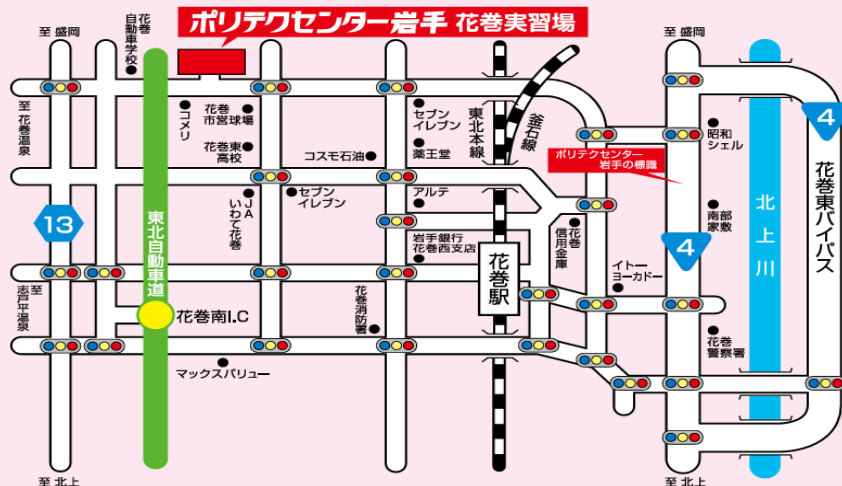 ポリテクセンター岩手 花巻実習場
至 盛岡
花巻
自動車学校
至 盛岡
至
花巻温泉
コメリ
花巻
市営球場
花巻東
高校
セブン
イレブン
薬王堂
コスモ石油
東北本線
釜石線
ポリテクセンター
岩手の標識
昭和
シェル
4
花巻東バイパス
13
東北自動車道
JA
いわて花巻
セブン
イレブン
アルテ
岩手銀行
花巻西支店
花巻駅
花巻
信用金庫
イトー
ヨーカドー
南部
家敷
4
北上川
至
志戸平温泉
花巻南I.C
花巻消防署
マックスバリュー
花巻
警察署
至 北上
至 北上